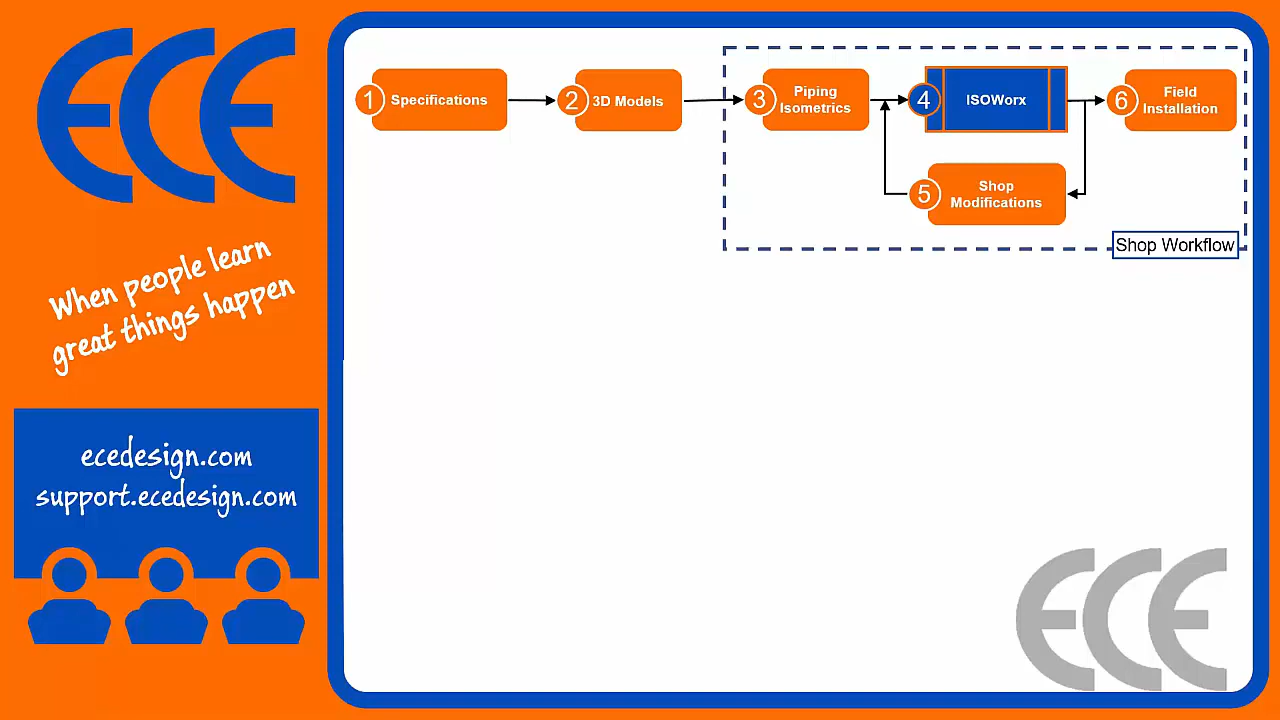 ECE
When people learn
great things happen
ecedesign.com
support.ecedesign.com
1 Specifications
2 3D Models
3 Piping
Isometrics
4 ISOWorx
5 Shop
Modifications
6 Field
Installation
Shop Workflow
ECE